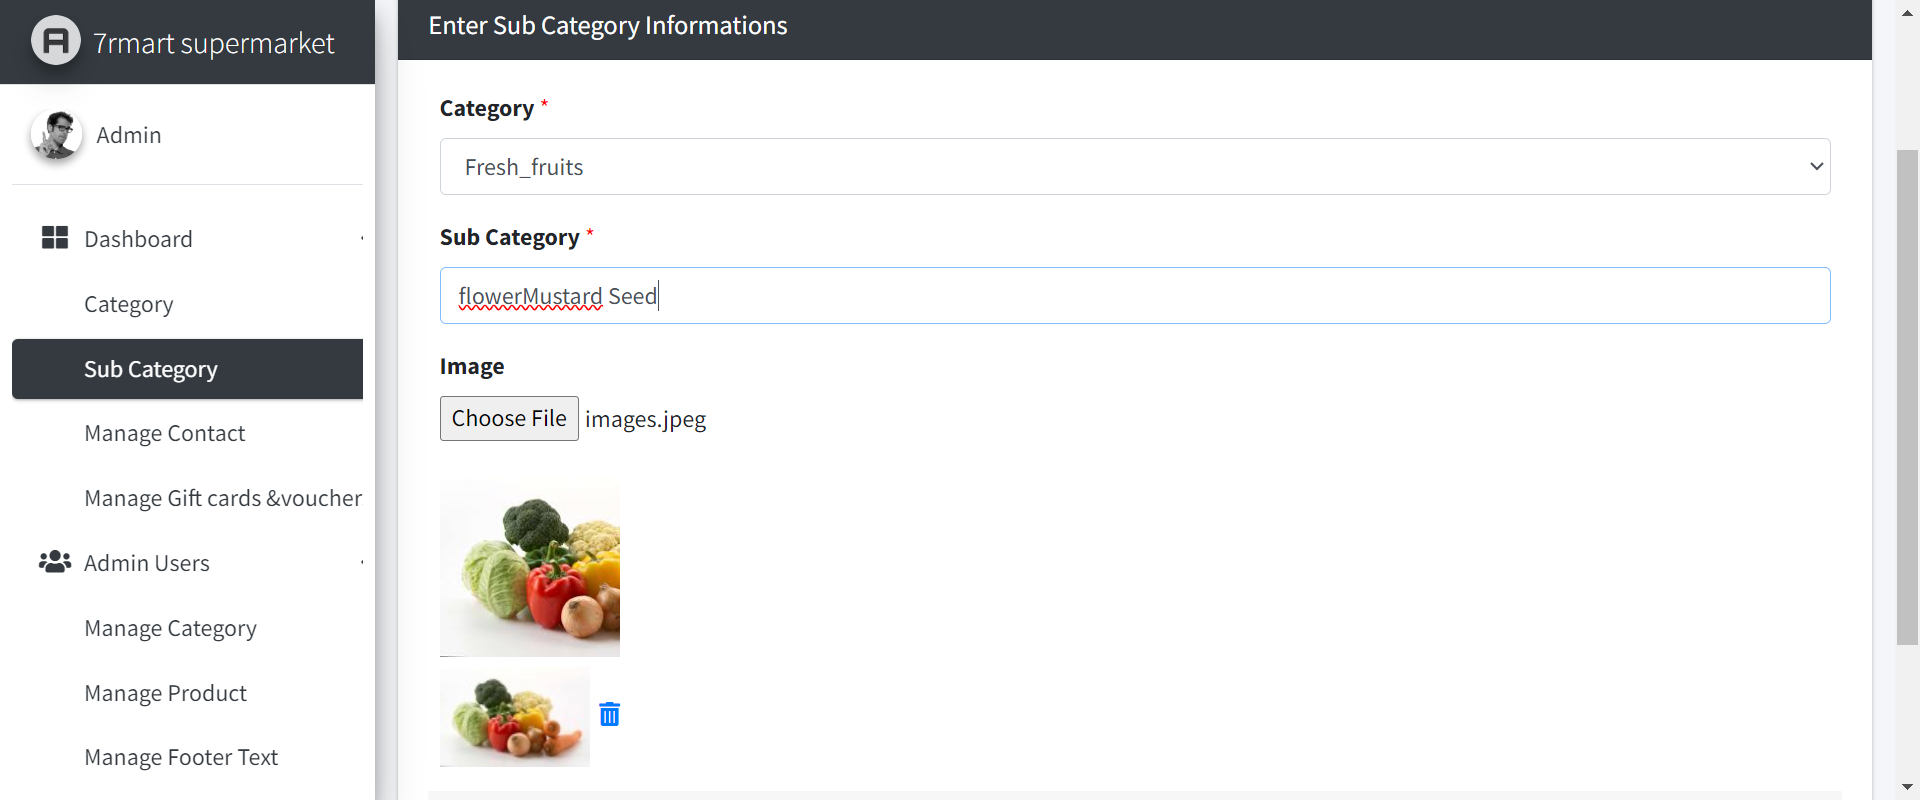 7rmart supermarket
Admin
Dashboard
Category
Sub Category
Manage Contact
Manage Gift cards &voucher
Admin Users
Manage Category
Manage Product
Manage Footer Text
Enter Sub Category Informations
Category *
Fresh_fruits
Sub Category *
flowerMustard Seed
Image
Choose File images.jpeg